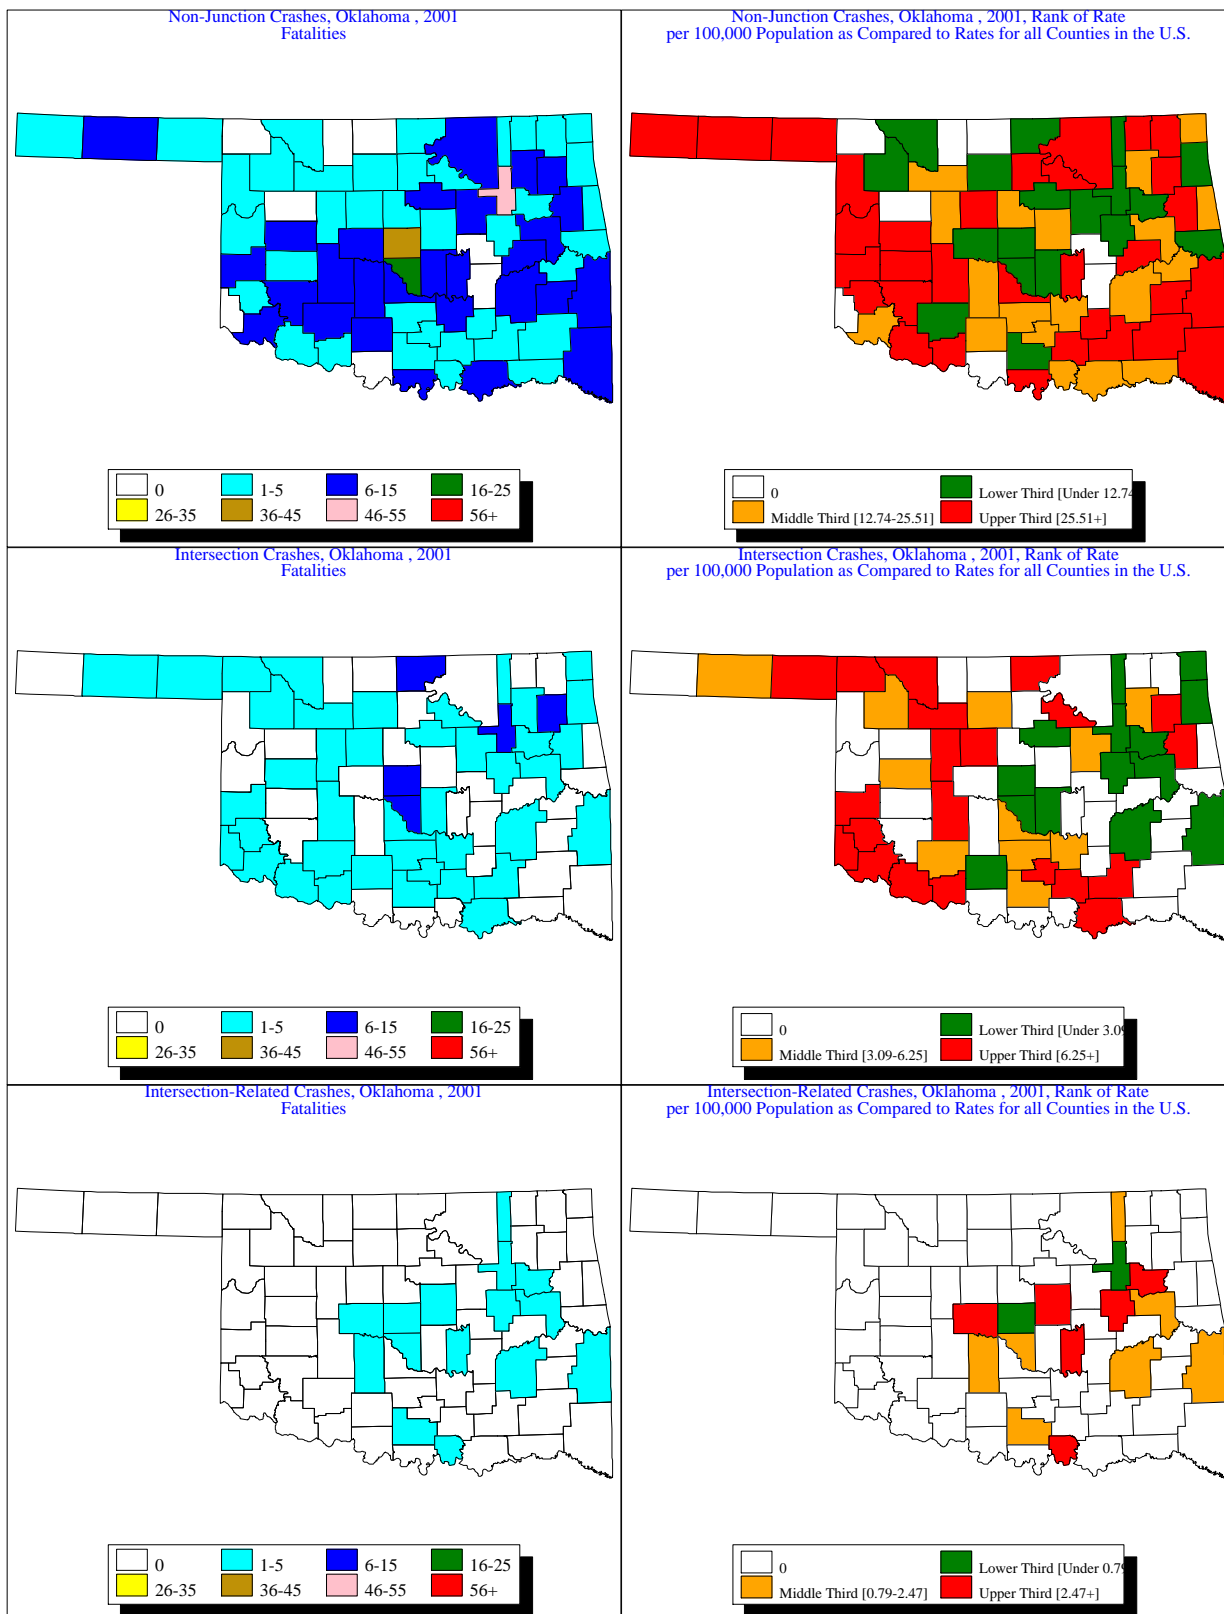 Non-Junction Crashes, Oklahoma , 2001
Fatalities
0
1-5
6-15
16-25
26-35
36-45
46-55
56+
Non-Junction Crashes, Oklahoma , 2001, Rank of Rate
per 100,000 Population as Compared to Rates for all Counties in the U.S.
0
Lower Third [Under 12.74
Middle Third [12.74-25.51]
Upper Third [25.51+]
Intersection Crashes, Oklahoma , 2001
Fatalities
0
1-5
6-15
16-25
26-35
36-45
46-55
56+
Intersection Crashes, Oklahoma , 2001, Rank of Rate
per 100,000 Population as Compared to Rates for all Counties in the U.S.
0
Lower Third [Under 3.09
Middle Third [3.09-6.25]
Upper Third [6.25+]
Intersection-Related Crashes, Oklahoma , 2001
Fatalities
0
1-5
6-15
16-25
26-35
36-45
46-55
56+
Intersection-Related Crashes, Oklahoma , 2001, Rank of Rate
per 100,000 Population as Compared to Rates for all Counties in the U.S.
0
Lower Third [Under 0.79
Middle Third [0.79-2.47]
Upper Third [2.47+]